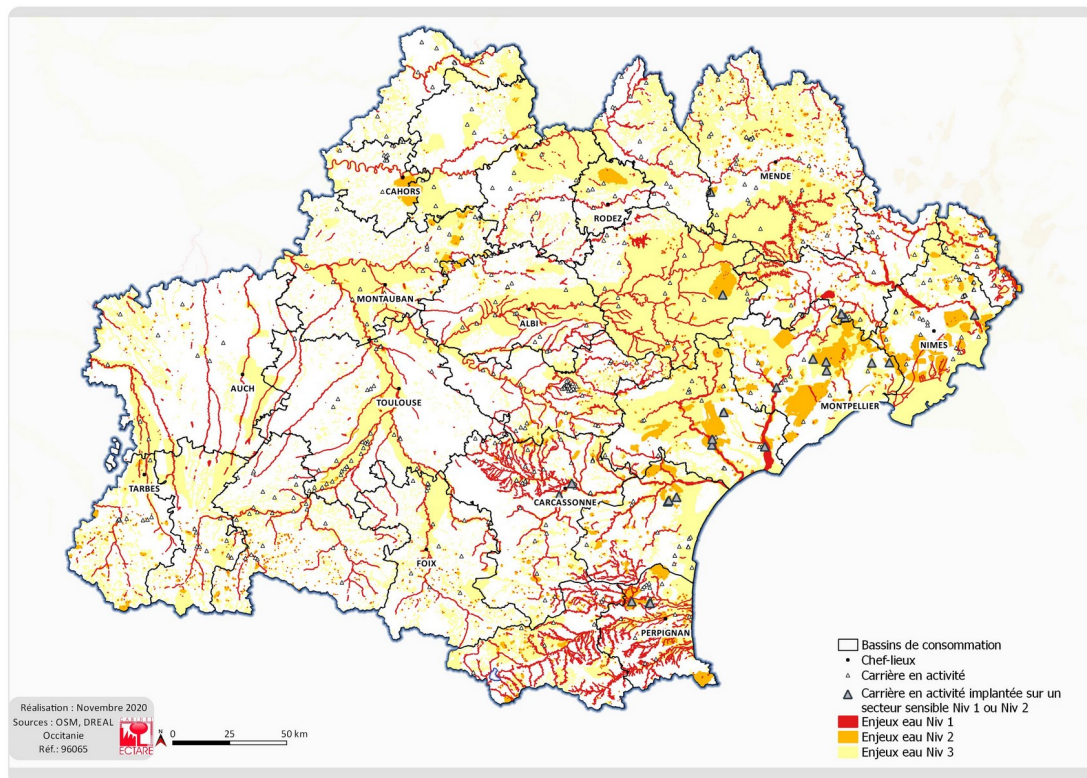 MENDE
CAHORS
RODEZ
MONTAUBAN
ALBI
NIMES
AUCH
TOULOUSE
MONTPELLIER
TARBES
CARCASSONNE
FOIX
PERPIGNAN
Bassins de consommation
Chef-lieux
Carrière en activité
Carrière en activité implantée sur un
secteur sensible Niv 1 ou Niv 2
Enjeux eau Niv 1
Enjeux eau Niv 2
Enjeux eau Niv 3
Réalisation : Novembre 2020
Sources : OSM, DREAL
Occitanie
Réf.: 96065
ECTARE
N
0 25 50 km